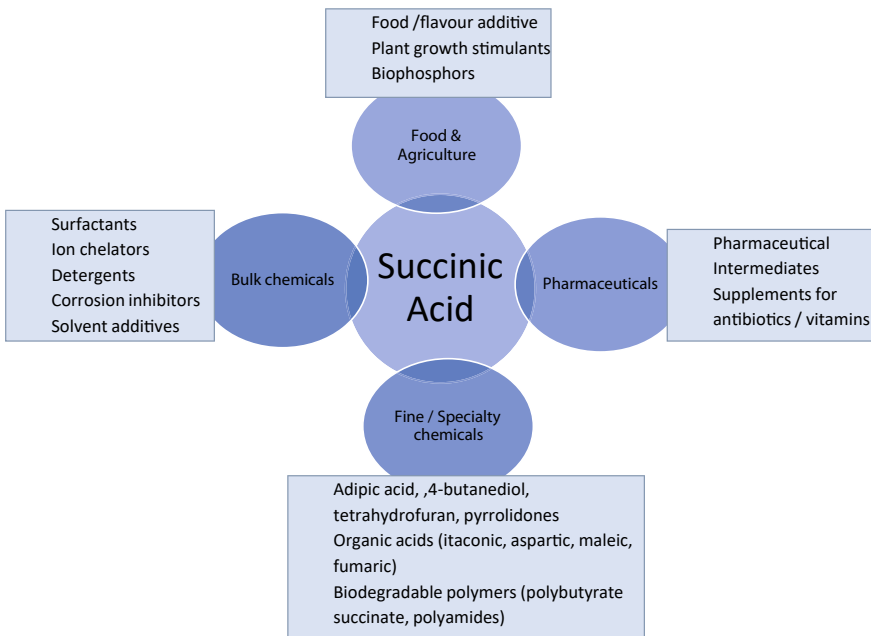 Food /flavour additive
Plant growth stimulants
Biophosphors
Food &
Agriculture
Surfactants
Ion chelators
Detergents
Corrosion inhibitors
Solvent additives
Bulk chemicals
Succinic
Acid
Pharmaceuticals
Pharmaceutical
Intermediates
Supplements for
antibiotics / vitamins
Fine / Specialty
chemicals
Adipic acid, ,4-butanediol,
tetrahydrofuran, pyrrolidones
Organic acids (itaconic, aspartic, maleic,
fumaric)
Biodegradable polymers (polybutyrate
succinate, polyamides)